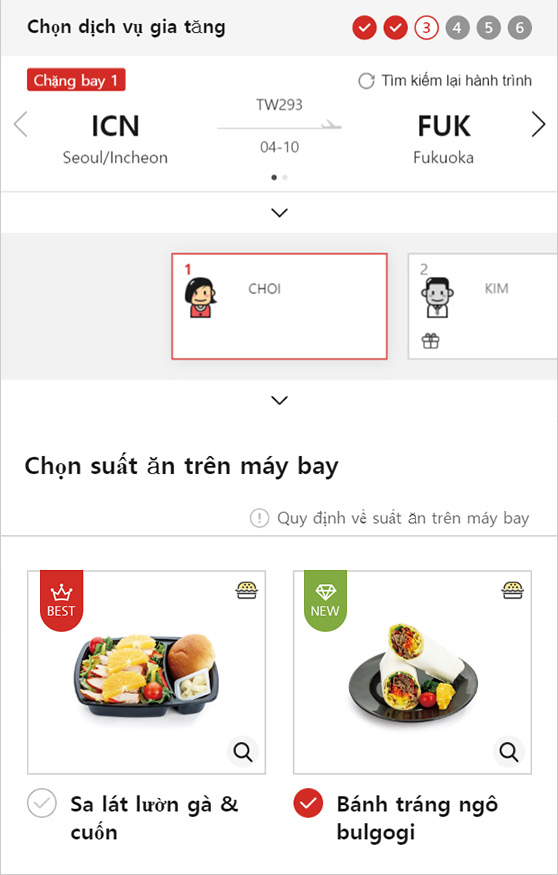 Chọn dịch vụ gia tăng
3 4 5 6
Chặng bay 1
Tìm kiếm lại hành trình
TW293
ICN
FUK
04-10
Seoul/Incheon
Fukuoka
1
CHOI
2
KIM
Chọn suất ăn trên máy bay
Quy định về suất ăn trên máy bay
BEST
NEW
Sa lát lườn gà &
cuốn
Bánh tráng ngô
bulgogi